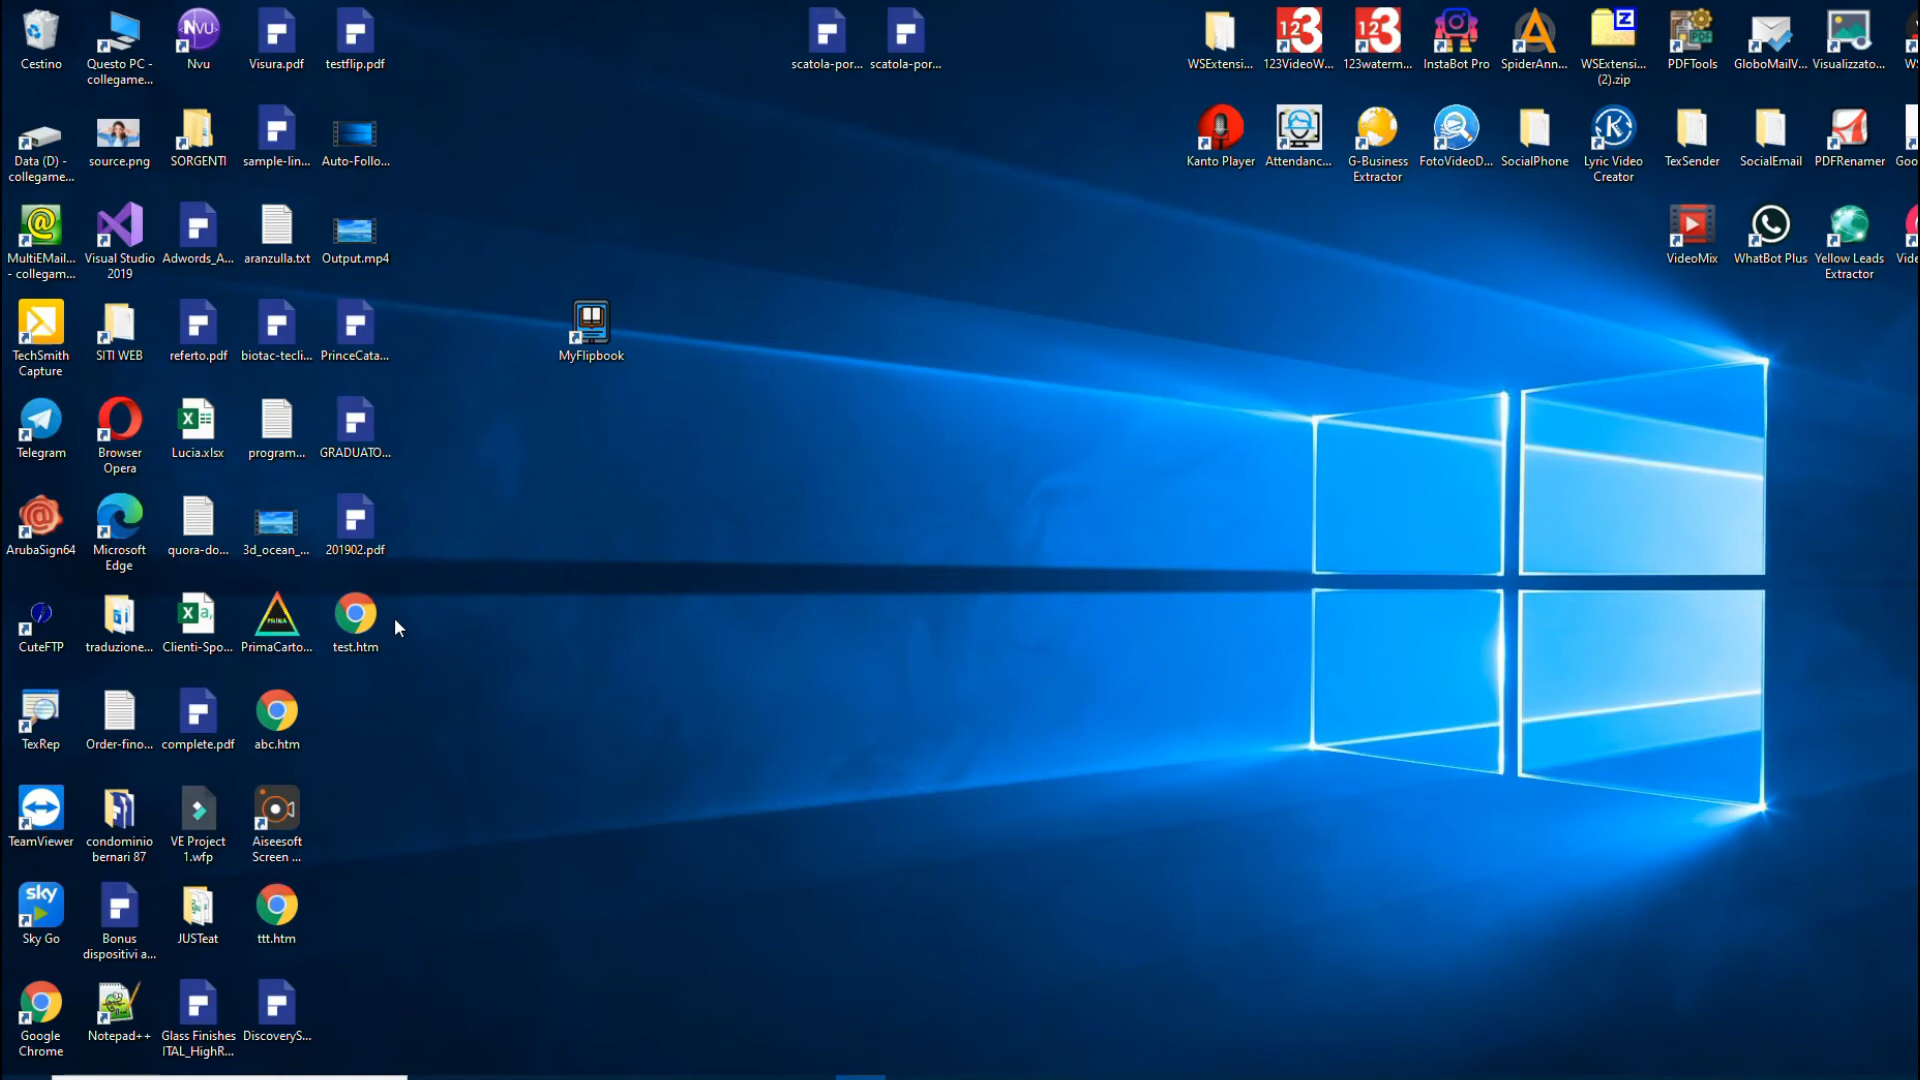 Cestino
Questo PC -
collegame...
Nvu
Visura.pdf
testflip.pdf
scatola-por...
scatola-por...
WSExtensi...
123VideoW...
123waterm...
InstaBot Pro
SpiderAnn...
WSExtensi...
(2).zip
PDFTools
GloboMailV...
Visualizzato...
Data (D) -
collegame...
source.png
SORGENTI
sample-lin...
Auto-Follo...
Kanto Player
Attendanc...
G-Business
Extractor
FotoVideoD...
SocialPhone
Lyric Video
Creator
TexSender
SocialEmail
PDFRenamer
Goo
MultiEMail...
- collegam...
Visual Studio
2019
Adwords_A...
aranzulla.txt
Output.mp4
VideoMix
WhatBot Plus
Yellow Leads
Extractor
Vide
TechSmith
Capture
SITI WEB
referto.pdf
biotac-tecli...
PrinceCata...
MyFlipbook
Telegram
Browser
Opera
Lucia.xlsx
program...
GRADUATO...
ArubaSign64
Microsoft
Edge
quora-do...
3d_ocean_...
201902.pdf
CuteFTP
traduzione...
Clienti-Spo...
PrimaCarto...
test.htm
TexRep
Order-fino...
complete.pdf
abc.htm
TeamViewer
condominio
bernari 87
VE Project
1.wfp
Aiseesoft
Screen ...
sky
Sky Go
Bonus
dispositivi a...
JUSTeat
ttt.htm
Google
Chrome
Notepad++
Glass Finishes
ITAL_HighR...
DiscoveryS...